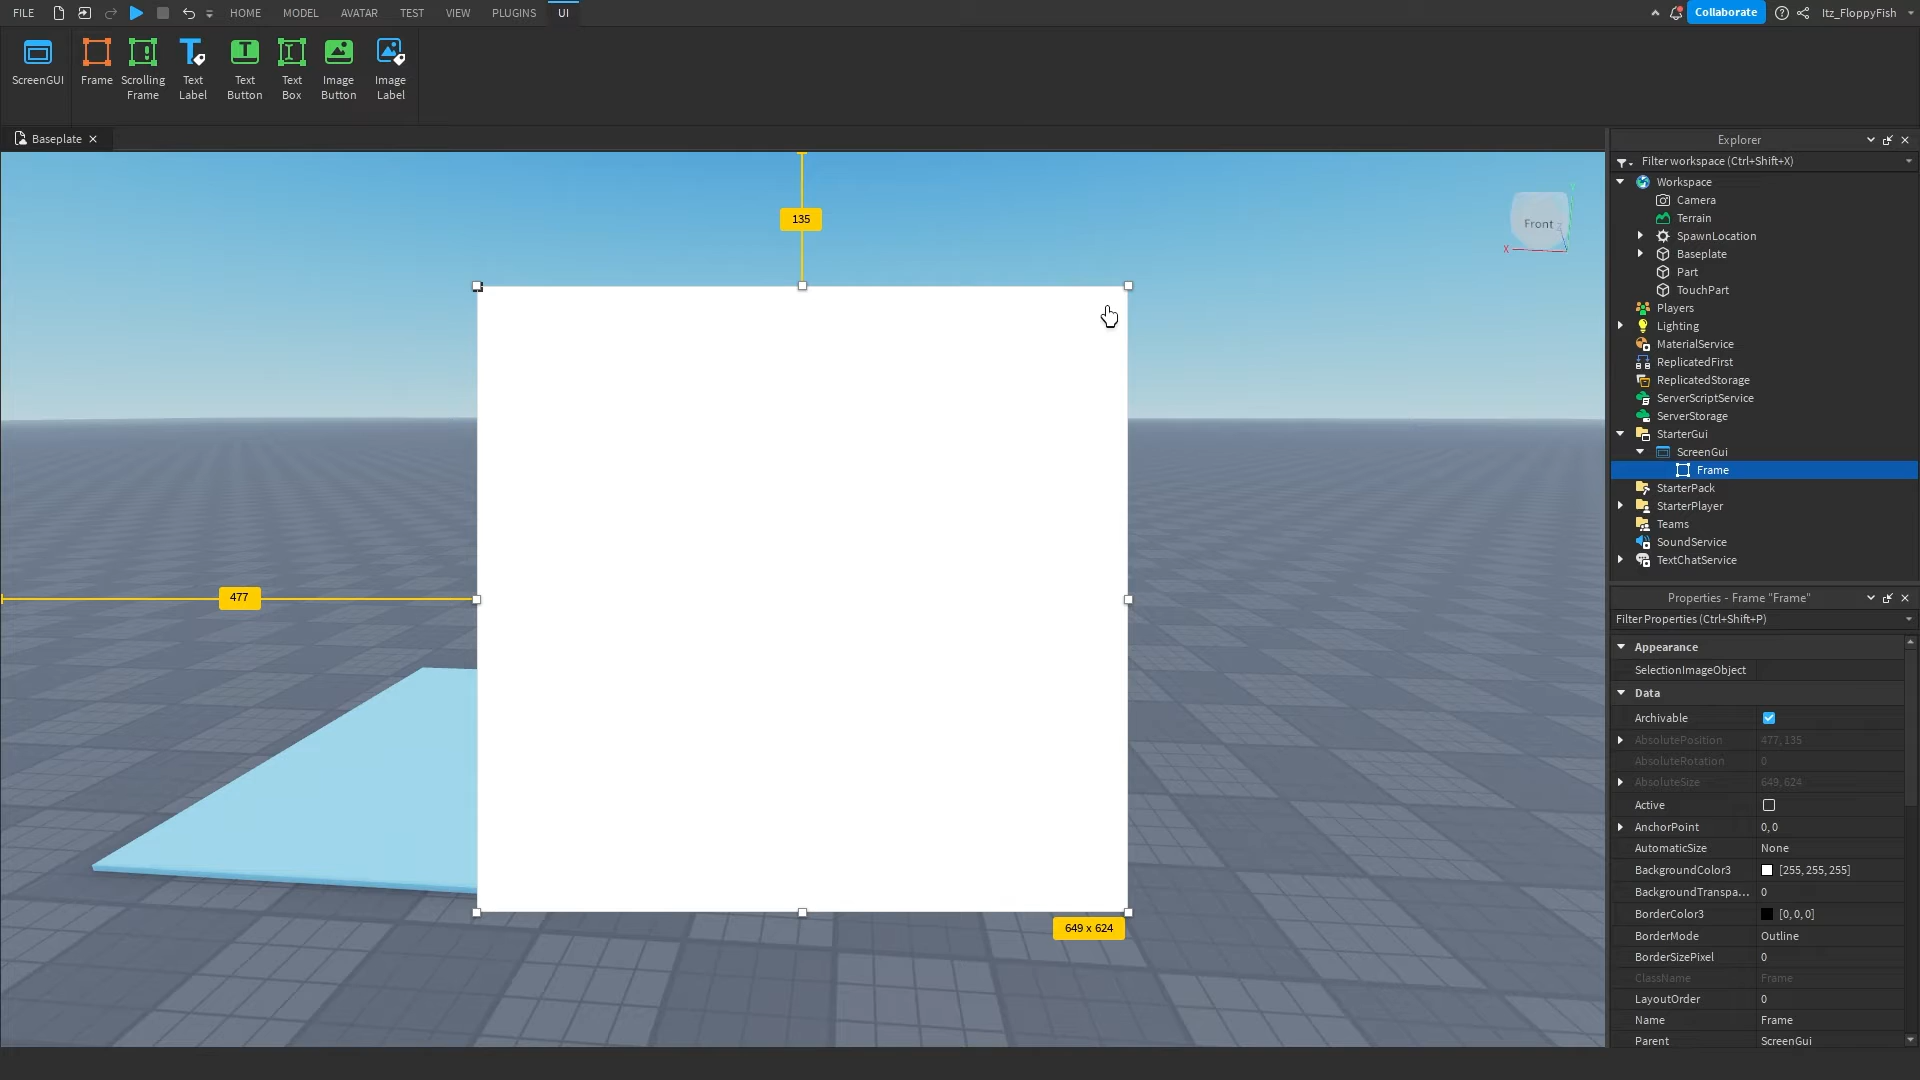 FILE
HOME
MODEL
AVATAR
TEST
VIEW
PLUGINS
UI
Collaborate
Itz_FloppyFish
ScreenGUI
Frame
Scrolling
Frame
Text
Label
Text
Button
Text
Box
Image
Button
Image
Label
Baseplate
135
Front
Z
X
Y
477
649 x 624
Explorer
Filter workspace (Ctrl+Shift+X)
Workspace
Camera
Terrain
SpawnLocation
Baseplate
Part
TouchPart
Players
Lighting
MaterialService
ReplicatedFirst
ReplicatedStorage
ServerScriptService
ServerStorage
StarterGui
ScreenGui
Frame
StarterPack
StarterPlayer
Teams
SoundService
TextChatService
Properties - Frame "Frame"
Filter Properties (Ctrl+Shift+P)
Appearance
SelectionImageObject
Data
Archivable
AbsolutePosition 477, 135
AbsoluteRotation 0
AbsoluteSize 649, 624
Active
AnchorPoint 0, 0
AutomaticSize None
BackgroundColor3 [255, 255, 255]
BackgroundTranspa... 0
BorderColor3 [0, 0, 0]
BorderMode Outline
BorderSizePixel 0
ClassName Frame
LayoutOrder 0
Name Frame
Parent ScreenGui